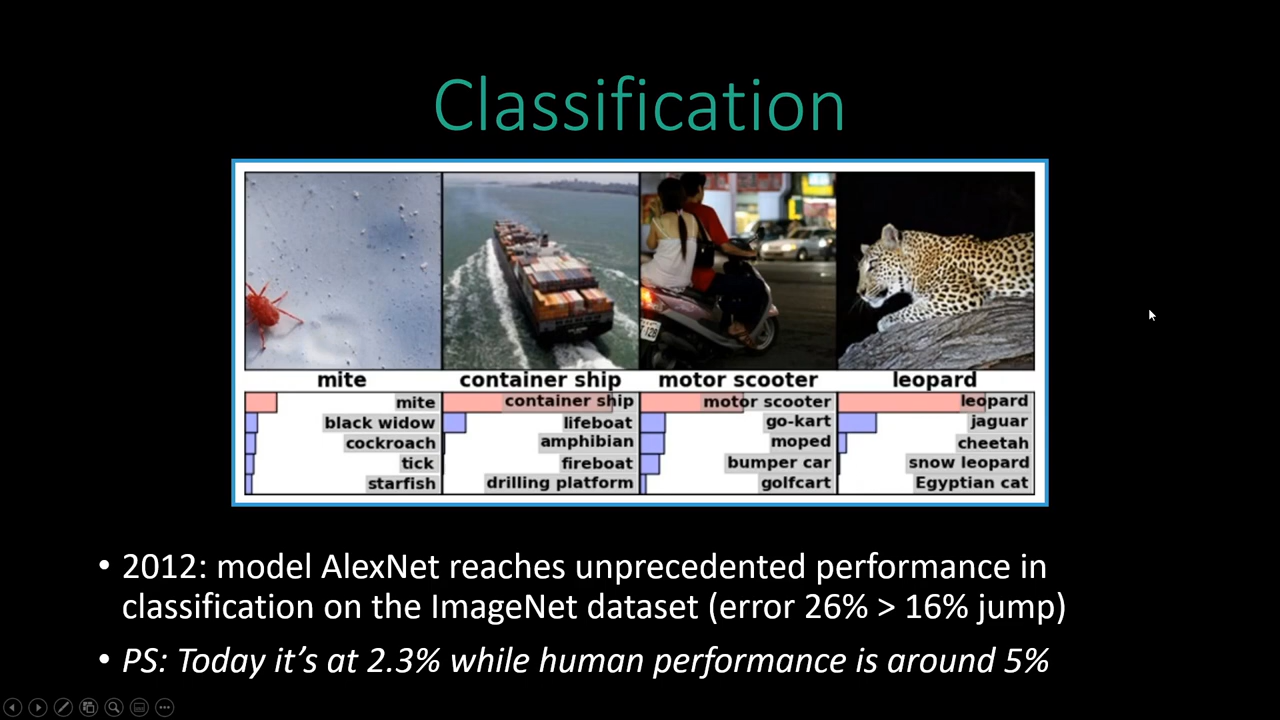 Classification
mite container ship motor scooter leopard
mite
black widow
cockroach
tick
starfish
container ship
lifeboat
amphibian
fireboat
drilling platform
motor scooter
go-kart
moped
bumper car
golfcart
leopard
jaguar
cheetah
snow leopard
Egyptian cat
• 2012: model AlexNet reaches unprecedented performance in
classification on the ImageNet dataset (error 26% > 16% jump)
• PS: Today it’s at 2.3% while human performance is around 5%